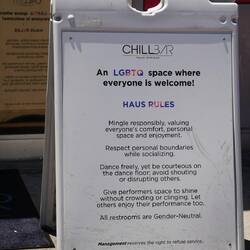 CHILLBAR
An LGBTQ space where
everyone is welcome!
HAUS RULES
Mingle responsibly, valuing
everyone's comfort, personal
space and enjoyment.
Respect personal boundaries
while socializing.
Dance freely, yet be courteous on
the dance floor; avoid shouting
or disrupting others.
Give performers space to shine
without crowding or clinging. Let
others enjoy their performance too.
All restrooms are Gender-Neutral.
Management reserves the right to refuse service.